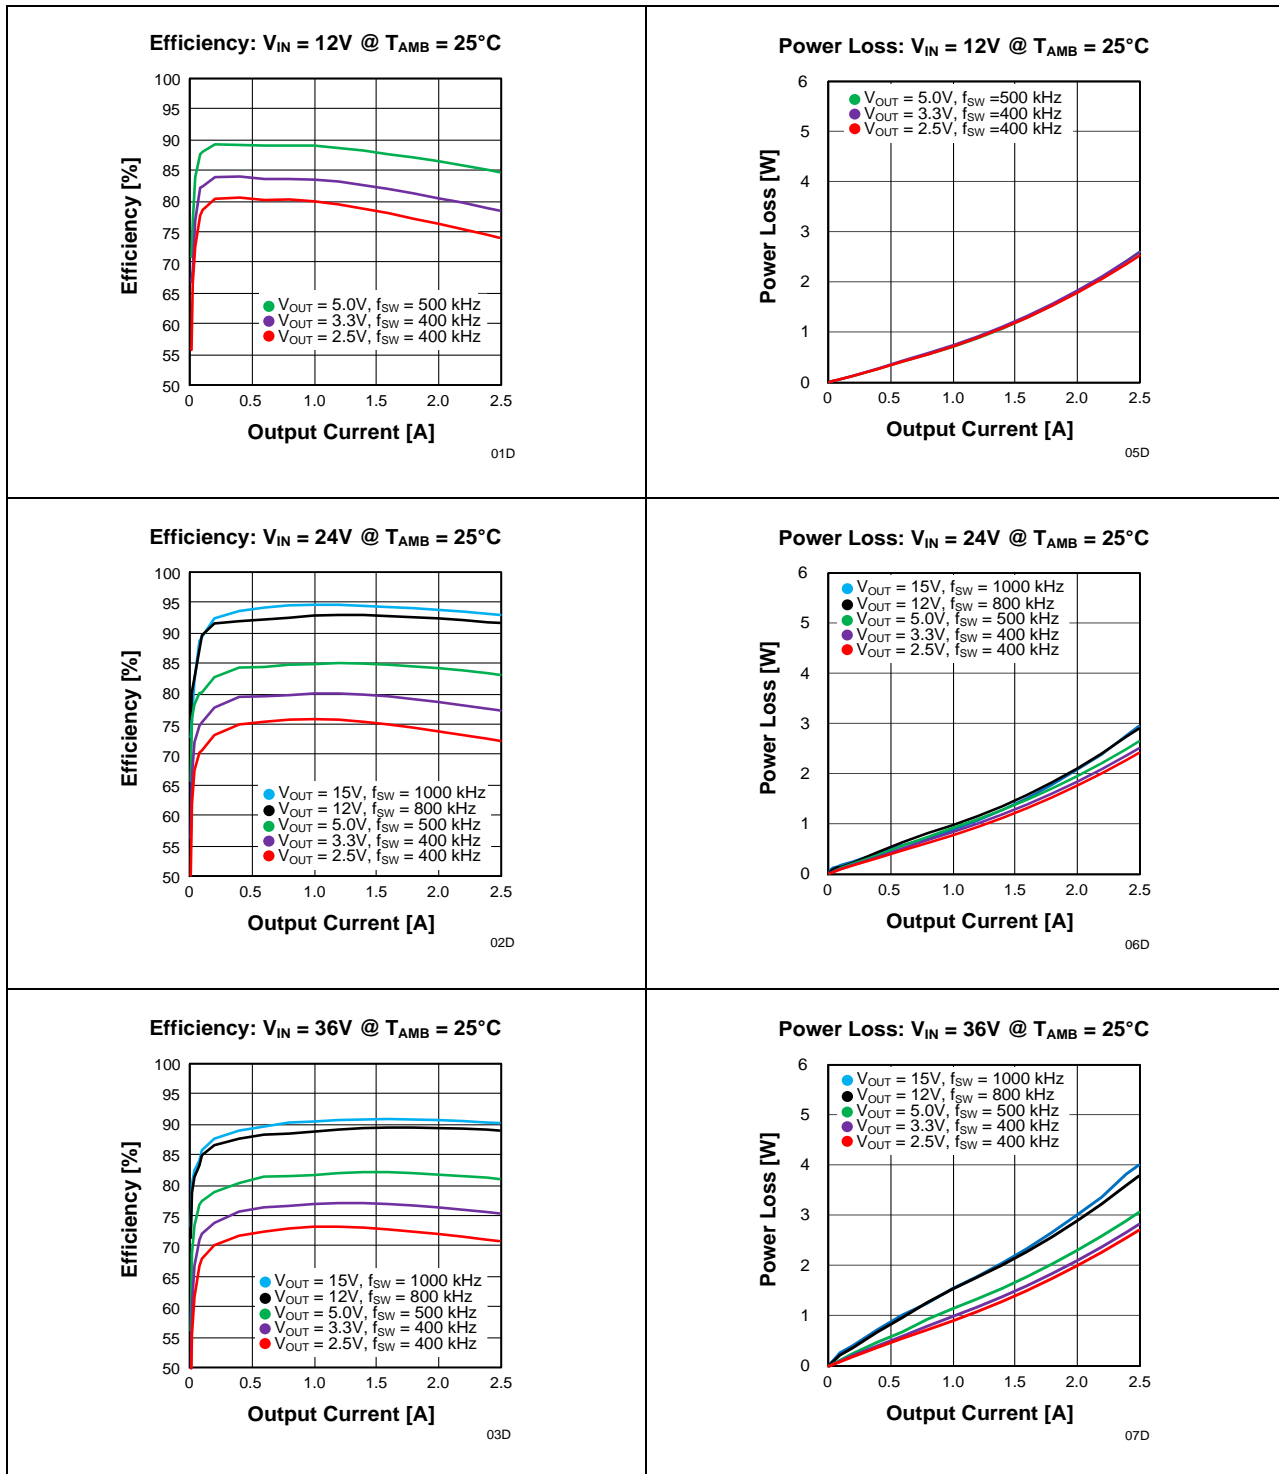 Efficiency: VIN = 12V @ TAMB = 25°C
Efficiency [%]
100
95
90
85
80
75
70
65
60
55
50
VOUT = 5.0V, fSW = 500 kHz
VOUT = 3.3V, fSW = 400 kHz
VOUT = 2.5V, fSW = 400 kHz
0 0.5 1.0 1.5 2.0 2.5
Output Current [A]
01D
Power Loss: VIN = 12V @ TAMB = 25°C
Power Loss [W]
6
5
4
3
2
1
0
VOUT = 5.0V, fSW =500 kHz
VOUT = 3.3V, fSW =400 kHz
VOUT = 2.5V, fSW =400 kHz
0 0.5 1.0 1.5 2.0 2.5
Output Current [A]
05D
Efficiency: VIN = 24V @ TAMB = 25°C
Efficiency [%]
100
95
90
85
80
75
70
65
60
55
50
VOUT = 15V, fSW = 1000 kHz
VOUT = 12V, fSW = 800 kHz
VOUT = 5.0V, fSW = 500 kHz
VOUT = 3.3V, fSW = 400 kHz
VOUT = 2.5V, fSW = 400 kHz
0 0.5 1.0 1.5 2.0 2.5
Output Current [A]
02D
Power Loss: VIN = 24V @ TAMB = 25°C
Power Loss [W]
6
5
4
3
2
1
0
VOUT = 15V, fSW = 1000 kHz
VOUT = 12V, fSW = 800 kHz
VOUT = 5.0V, fSW = 500 kHz
VOUT = 3.3V, fSW = 400 kHz
VOUT = 2.5V, fSW = 400 kHz
0 0.5 1.0 1.5 2.0 2.5
Output Current [A]
06D
Efficiency: VIN = 36V @ TAMB = 25°C
Efficiency [%]
100
95
90
85
80
75
70
65
60
55
50
VOUT = 15V, fSW = 1000 kHz
VOUT = 12V, fSW = 800 kHz
VOUT = 5.0V, fSW = 500 kHz
VOUT = 3.3V, fSW = 400 kHz
VOUT = 2.5V, fSW = 400 kHz
0 0.5 1.0 1.5 2.0 2.5
Output Current [A]
03D
Power Loss: VIN = 36V @ TAMB = 25°C
Power Loss [W]
6
5
4
3
2
1
0
VOUT = 15V, fSW = 1000 kHz
VOUT = 12V, fSW = 800 kHz
VOUT = 5.0V, fSW = 500 kHz
VOUT = 3.3V, fSW = 400 kHz
VOUT = 2.5V, fSW = 400 kHz
0 0.5 1.0 1.5 2.0 2.5
Output Current [A]
07D